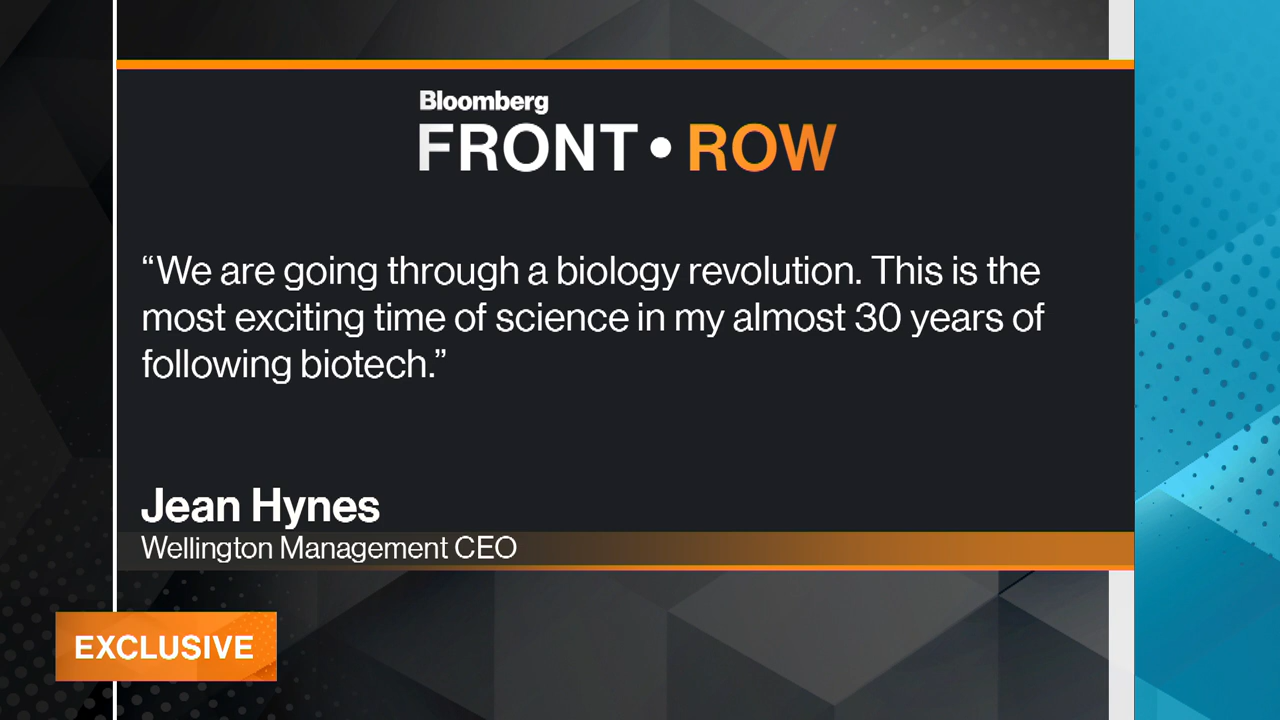 Bloomberg
FRONT • ROW
“We are going through a biology revolution. This is the
most exciting time of science in my almost 30 years of
following biotech.”
Jean Hynes
Wellington Management CEO
EXCLUSIVE